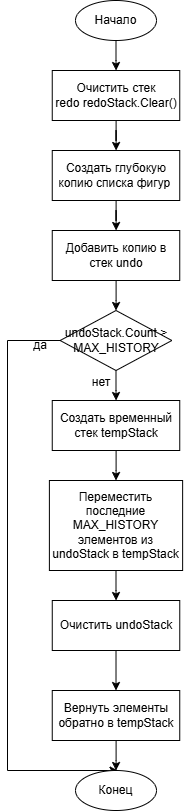 Начало
Очистить стек
redo redoStack.Clear()
Создать глубокую
копию списка фигур
Добавить копию в
стек undo
undoStack.Count >
MAX_HISTORY
да
нет
Создать временный
стек tempStack
Переместить
последние
MAX_HISTORY
элементов из
undoStack в tempStack
Очистить undoStack
Вернуть элементы
обратно в tempStack
Конец